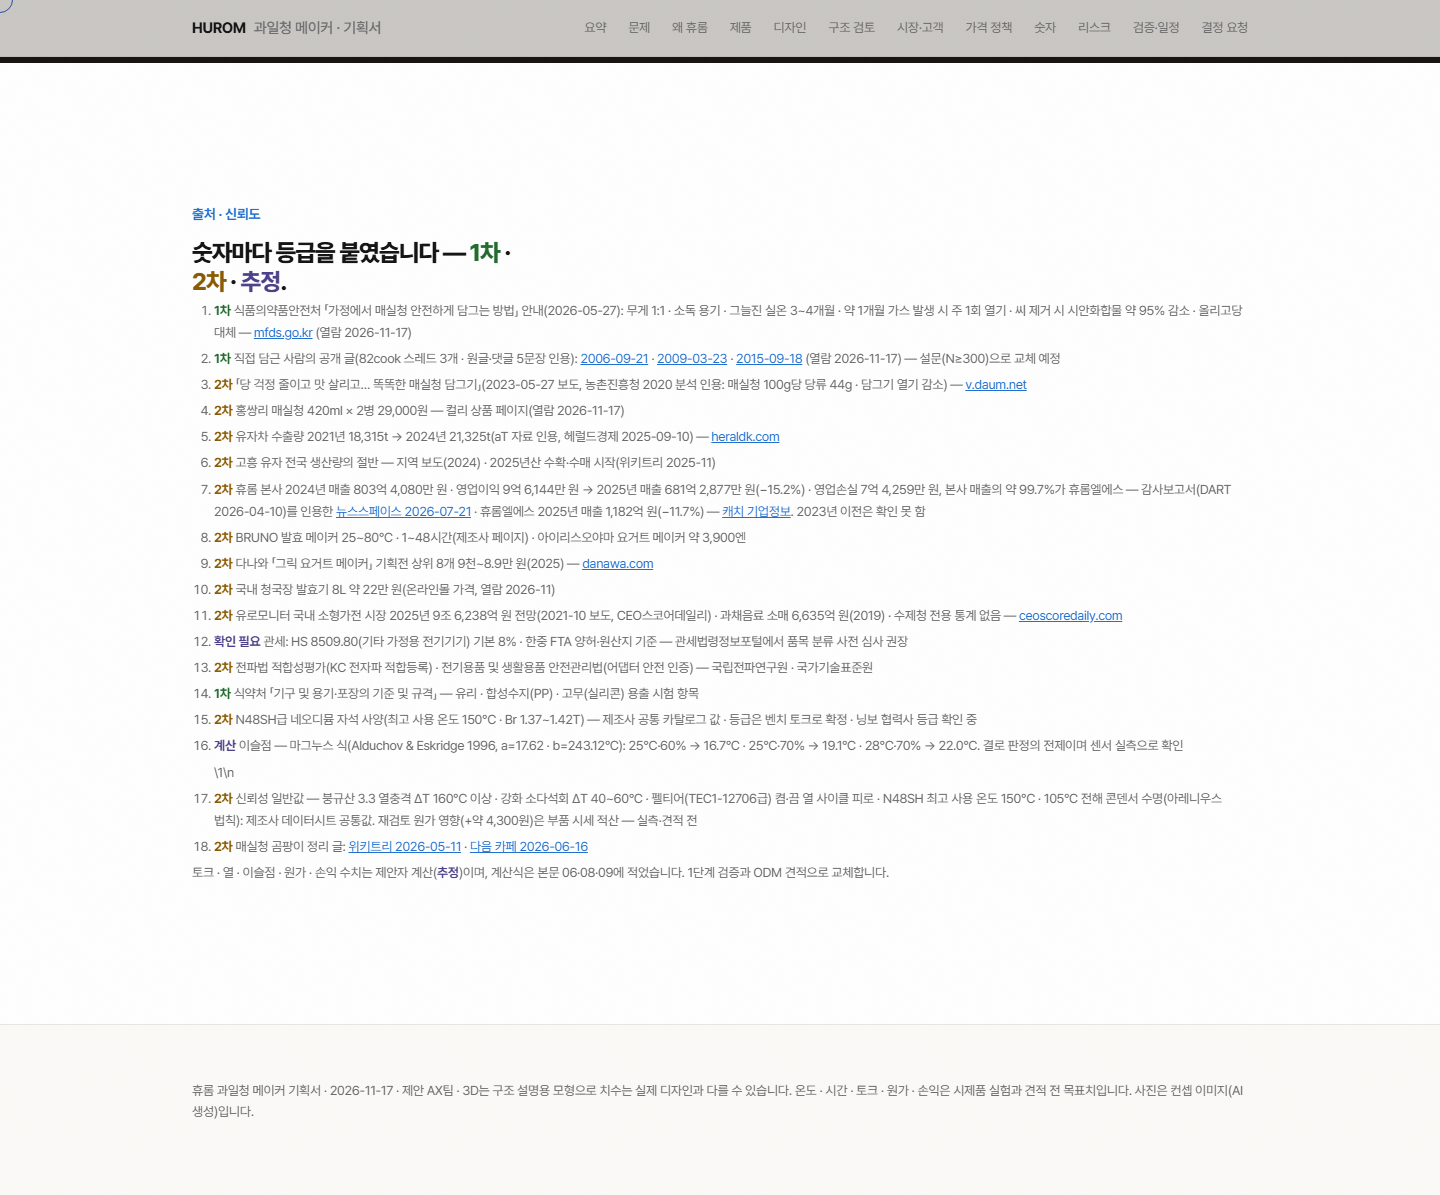 HUROM 과일청 메이커 · 기획서
요약 문제 왜 휴롬 제품 디자인 구조 검토 시장·고객 가격 정책 숫자 리스크 검증·일정 결정 요청
출처 · 신뢰도
숫자마다 등급을 붙였습니다 — 1차 ·
2차 · 추정.
1. 1차 식품의약품안전처 「가정에서 매실청 안전하게 담그는 방법」 안내(2026-05-27): 무게 1:1 · 소독 용기 · 그늘진 실온 3~4개월 · 약 1개월 가스 발생 시 주 1회 열기 · 씨 제거 시 시안화합물 약 95% 감소 · 올리고당
대체 — mfds.go.kr (열람 2026-11-17)
2. 1차 직접 담근 사람의 공개 글(82cook 스레드 3개 · 원글·댓글 5문장 인용): 2006-09-21 · 2009-03-23 · 2015-09-18 (열람 2026-11-17) — 설문(N≥300)으로 교체 예정
3. 2차 「당 걱정 줄이고 맛 살리고… 똑똑한 매실청 담그기」(2023-05-27 보도, 농촌진흥청 2020 분석 인용: 매실청 100g당 당류 44g · 담그기 열기 감소) — v.daum.net
4. 2차 홍쌍리 매실청 420ml × 2병 29,000원 — 컬리 상품 페이지(열람 2026-11-17)
5. 2차 유자차 수출량 2021년 18,315t → 2024년 21,325t(aT 자료 인용, 헤럴드경제 2025-09-10) — heraldk.com
6. 2차 고흥 유자 전국 생산량의 절반 — 지역 보도(2024) · 2025년산 수확·수매 시작(위키트리 2025-11)
7. 2차 휴롬 본사 2024년 매출 803억 4,080만 원 · 영업이익 9억 6,144만 원 → 2025년 매출 681억 2,877만 원(−15.2%) · 영업손실 7억 4,259만 원, 본사 매출의 약 99.7%가 휴롬엘에스 — 감사보고서(DART
2026-04-10)를 인용한 뉴스스페이스 2026-07-21 · 휴롬엘에스 2025년 매출 1,182억 원(−11.7%) — 캐치 기업정보. 2023년 이전은 확인 못 함
8. 2차 BRUNO 발효 메이커 25~80°C · 1~48시간(제조사 페이지) · 아이리스오야마 요거트 메이커 약 3,900엔
9. 2차 다나와 「그릭 요거트 메이커」 기획전 상위 8개 9천~8.9만 원(2025) — danawa.com
10. 2차 국내 청국장 발효기 8L 약 22만 원(온라인몰 가격, 열람 2026-11)
11. 2차 유로모니터 국내 소형가전 시장 2025년 9조 6,238억 원 전망(2021-10 보도, CEO스코어데일리) · 과채음료 소매 6,635억 원(2019) · 수제청 전용 통계 없음 — ceoscoredaily.com
12. 확인 필요 관세: HS 8509.80(기타 가정용 전기기기) 기본 8% · 한중 FTA 양허·원산지 기준 — 관세법령정보포털에서 품목 분류 사전 심사 권장
13. 2차 전파법 적합성평가(KC 전자파 적합등록) · 전기용품 및 생활용품 안전관리법(어댑터 안전 인증) — 국립전파연구원 · 국가기술표준원
14. 1차 식약처 「기구 및 용기·포장의 기준 및 규격」 — 유리 · 합성수지(PP) · 고무(실리콘) 용출 시험 항목
15. 2차 N48SH급 네오디뮴 자석 사양(최고 사용 온도 150°C · Br 1.37~1.42T) — 제조사 공통 카탈로그 값 · 등급은 벤치 토크로 확정 · 닝보 협력사 등급 확인 중
16. 계산 이슬점 — 마그누스 식(Alduchov & Eskridge 1996, a=17.62 · b=243.12°C): 25°C·60% → 16.7°C · 25°C·70% → 19.1°C · 28°C·70% → 22.0°C. 결로 판정의 전제이며 센서 실측으로 확인
\1\n
17. 2차 신뢰성 일반값 — 붕규산 3.3 열충격 ΔT 160°C 이상 · 강화 소다석회 ΔT 40~60°C · 펠티어(TEC1-12706급) 켬·끔 열 사이클 피로 · N48SH 최고 사용 온도 150°C · 105°C 전해 콘덴서 수명(아레니우스
법칙): 제조사 데이터시트 공통값. 재검토 원가 영향(+약 4,300원)은 부품 시세 적산 — 실측·견적 전
18. 2차 매실청 곰팡이 정리 글: 위키트리 2026-05-11 · 다음 카페 2026-06-16
토크 · 열 · 이슬점 · 원가 · 손익 수치는 제안자 계산(추정)이며, 계산식은 본문 06·08·09에 적었습니다. 1단계 검증과 ODM 견적으로 교체합니다.
휴롬 과일청 메이커 기획서 · 2026-11-17 · 제안 AX팀 · 3D는 구조 설명용 모형으로 치수는 실제 디자인과 다를 수 있습니다. 온도 · 시간 · 토크 · 원가 · 손익은 시제품 실험과 견적 전 목표치입니다. 사진은 컨셉 이미지(AI
생성)입니다.